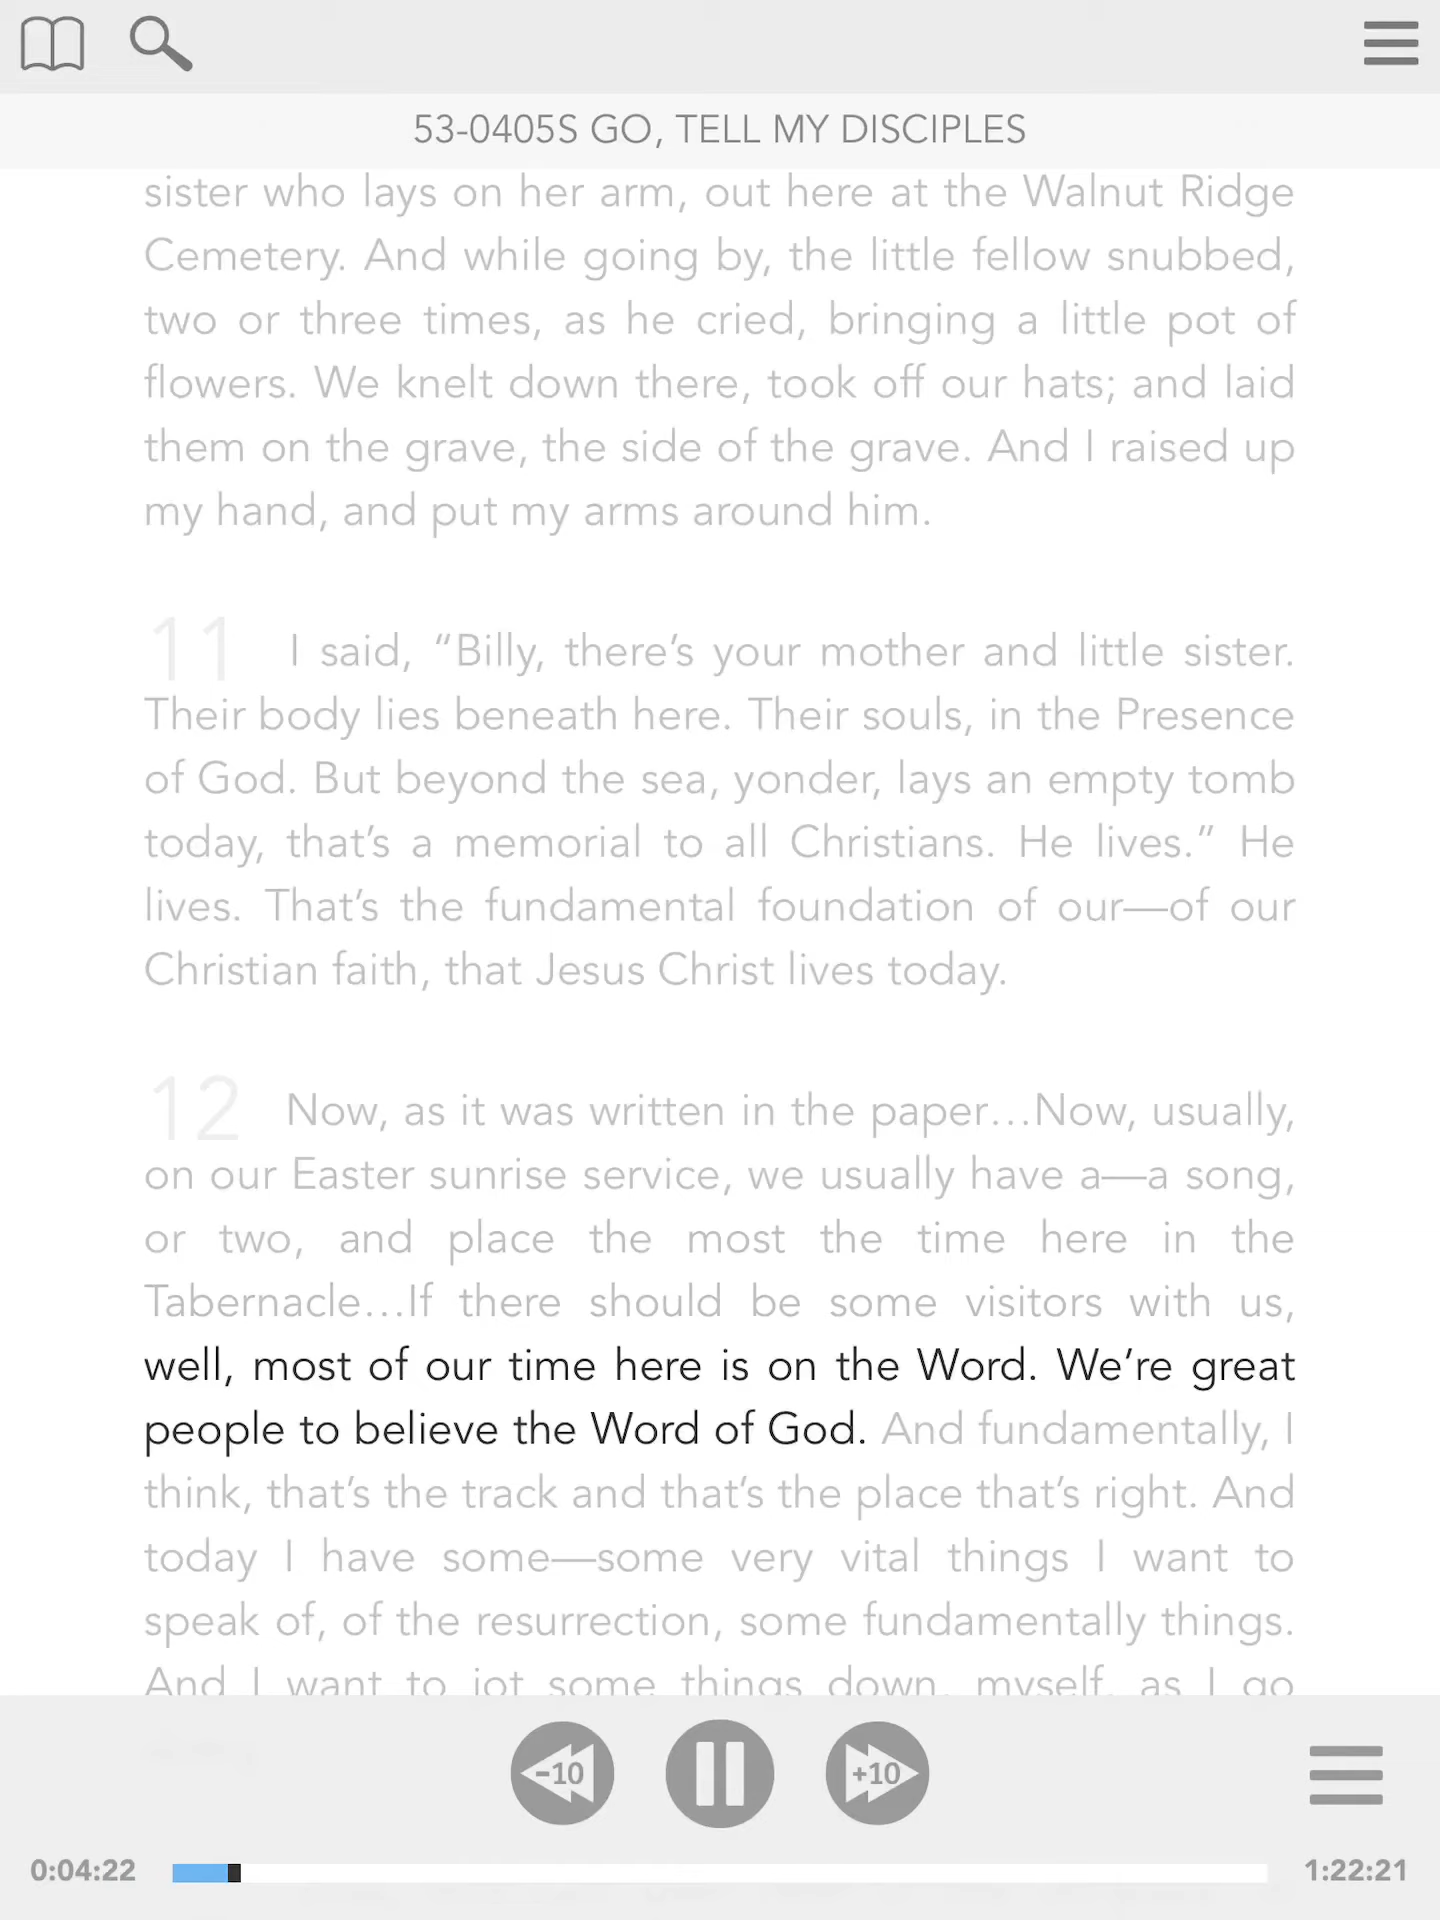 53-0405S GO, TELL MY DISCIPLES
sister who lays on her arm, out here at the Walnut Ridge
Cemetery. And while going by, the little fellow snubbed,
two or three times, as he cried, bringing a little pot of
flowers. We knelt down there, took off our hats; and laid
them on the grave, the side of the grave. And I raised up
my hand, and put my arms around him.
11 I said, “Billy, there’s your mother and little sister.
Their body lies beneath here. Their souls, in the Presence
of God. But beyond the sea, yonder, lays an empty tomb
today, that’s a memorial to all Christians. He lives.” He
lives. That’s the fundamental foundation of our—of our
Christian faith, that Jesus Christ lives today.
12 Now, as it was written in the paper…Now, usually,
on our Easter sunrise service, we usually have a—a song,
or two, and place the most the time here in the
Tabernacle…If there should be some visitors with us,
well, most of our time here is on the Word. We’re great
people to believe the Word of God. And fundamentally, I
think, that’s the track and that’s the place that’s right. And
today I have some—some very vital things I want to
speak of, of the resurrection, some fundamentally things.
And I want to jot some things down, myself, as I go
-10 +10
0:04:22 1:22:21